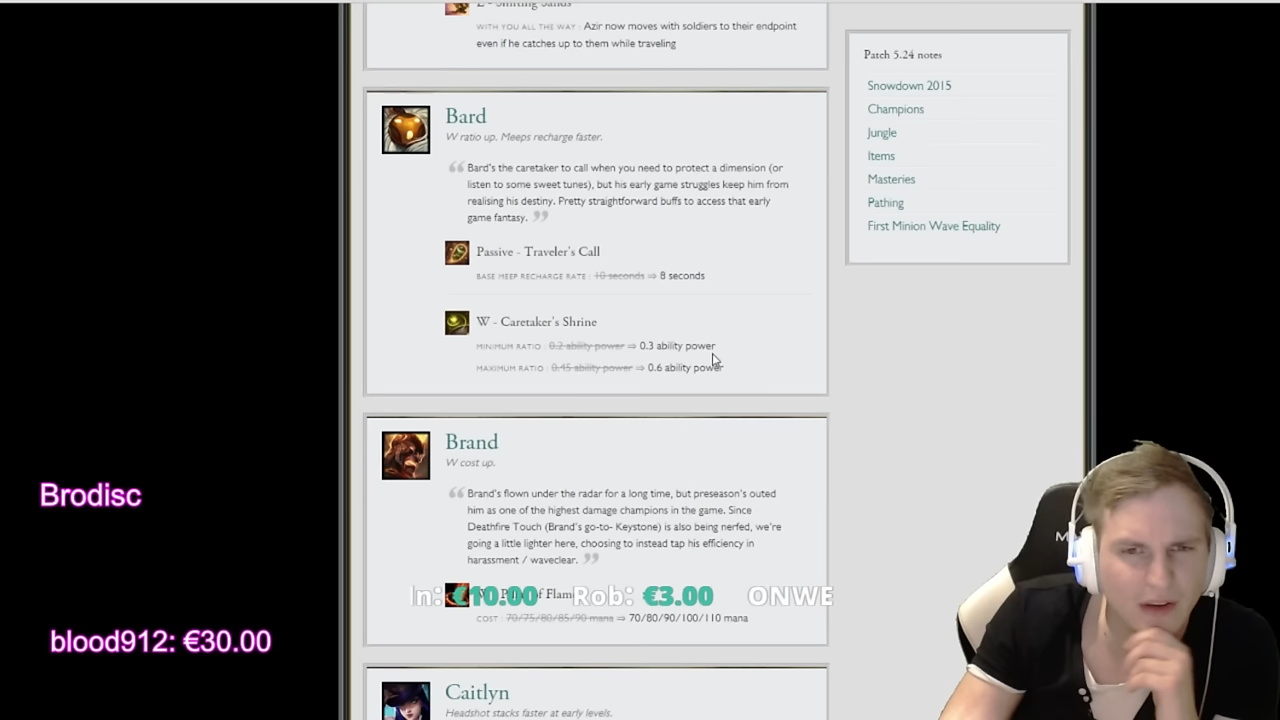 E - Shifting Sands
WITH YOU ALL THE WAY : Azir now moves with soldiers to their endpoint
even if he catches up to them while traveling
Patch 5.24 notes
Snowdown 2015
Champions
Jungle
Items
Masteries
Pathing
First Minion Wave Equality
Bard
W ratio up. Meeps recharge faster.
“ Bard's the caretaker to call when you need to protect a dimension (or
listen to some sweet tunes), but his early game struggles keep him from
realising his destiny. Pretty straightforward buffs to access that early
game fantasy. ”
Passive - Traveler's Call
BASE MEEP RECHARGE RATE : 10 seconds ⇒ 8 seconds
W - Caretaker's Shrine
MINIMUM RATIO : 0.2 ability power ⇒ 0.3 ability power
MAXIMUM RATIO : 0.45 ability power ⇒ 0.6 ability power
Brand
W cost up.
“ Brand's flown under the radar for a long time, but preseason's outed
him as one of the highest damage champions in the game. Since
Deathfire Touch (Brand's go-to- Keystone) is also being nerfed, we're
going a little lighter here, choosing to instead tap his efficiency in
harassment / waveclear. ”
W - Pillar of Flame
In: €10.00 Rob: €3.00 ONWE
COST : 70/75/80/85/90 mana ⇒ 70/80/90/100/110 mana
Caitlyn
Headshot stacks faster at early levels.
Brodisc
blood912: €30.00
M